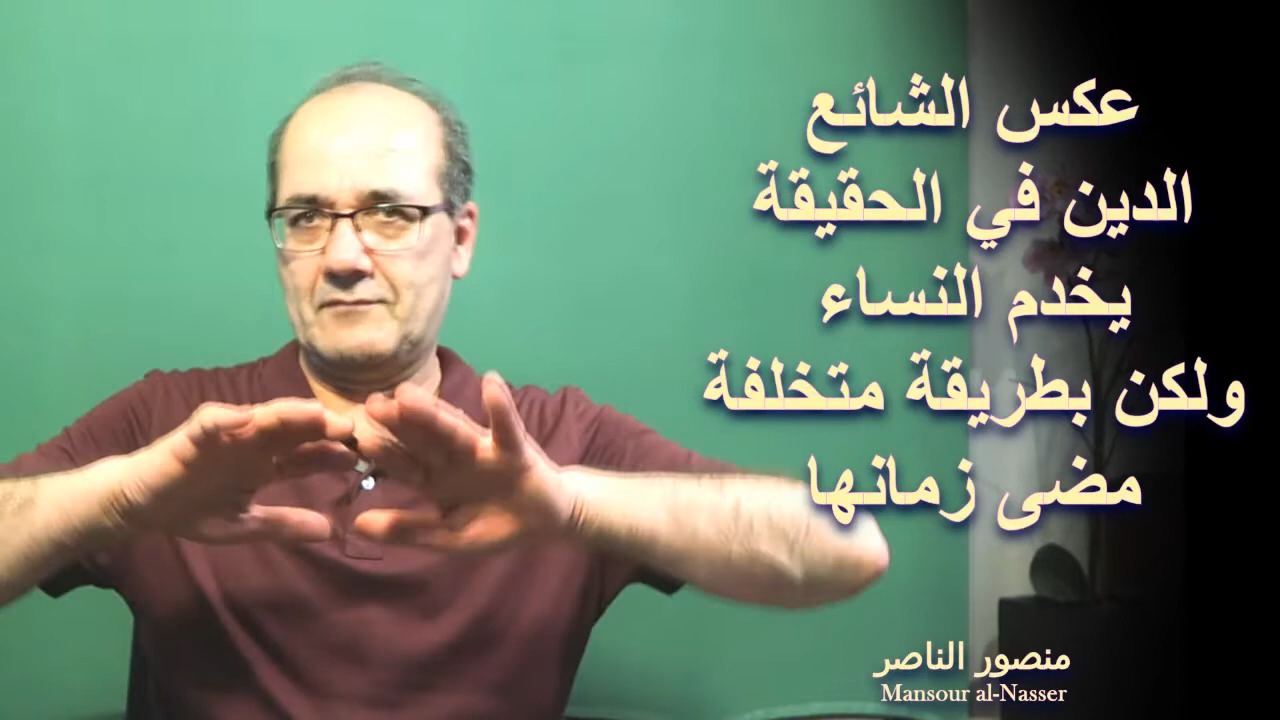 عكس الشائع
الدين في الحقيقة
يخدم النساء
ولكن بطريقة متخلفة
مضى زمانها
منصور الناصر
Mansour al-Nasser